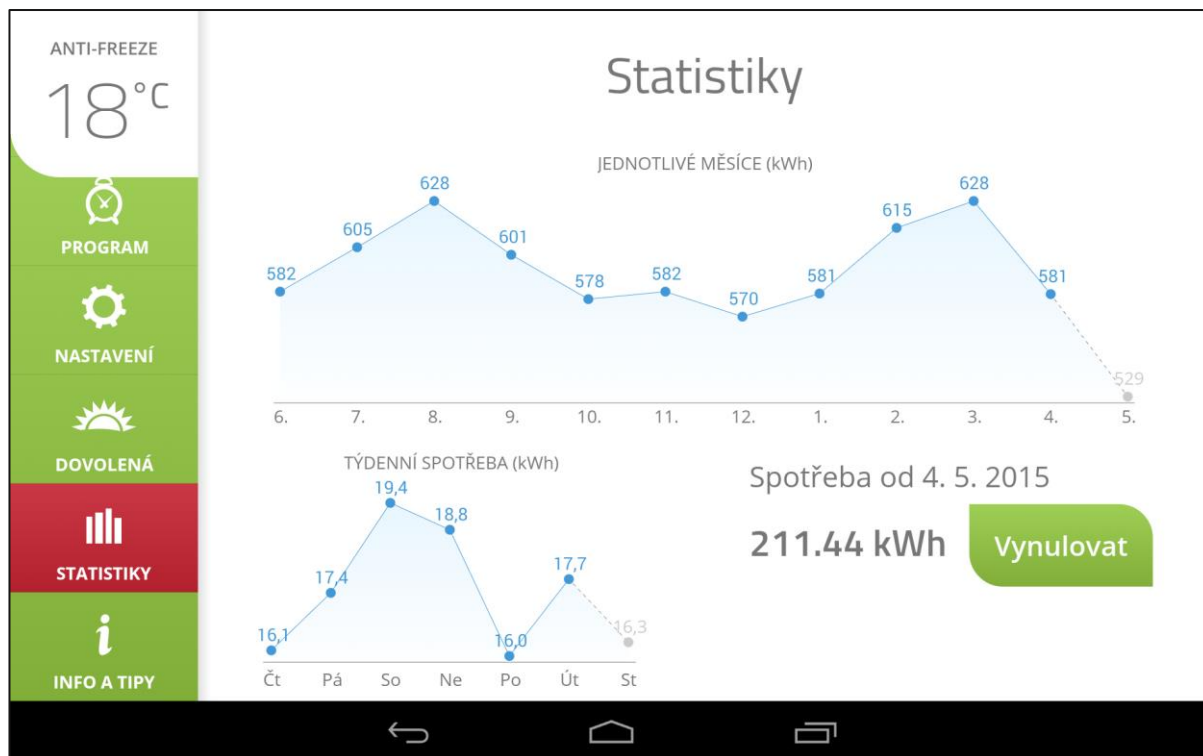 ANTI-FREEZE
18°C
PROGRAM
NASTAVENÍ
DOVOLENÁ
STATISTIKY
INFO A TIPY
Statistiky
JEDNOTLIVÉ MĚSÍCE (kWh)
582 605 628 601 578 582 570 581 615 628 581 529
6. 7. 8. 9. 10. 11. 12. 1. 2. 3. 4. 5.
TÝDENNÍ SPOTŘEBA (kWh)
16,1 17,4 19,4 18,8 16,0 17,7 16,3
Čt Pá So Ne Po Út St
Spotřeba od 4. 5. 2015
211.44 kWh Vynulovat